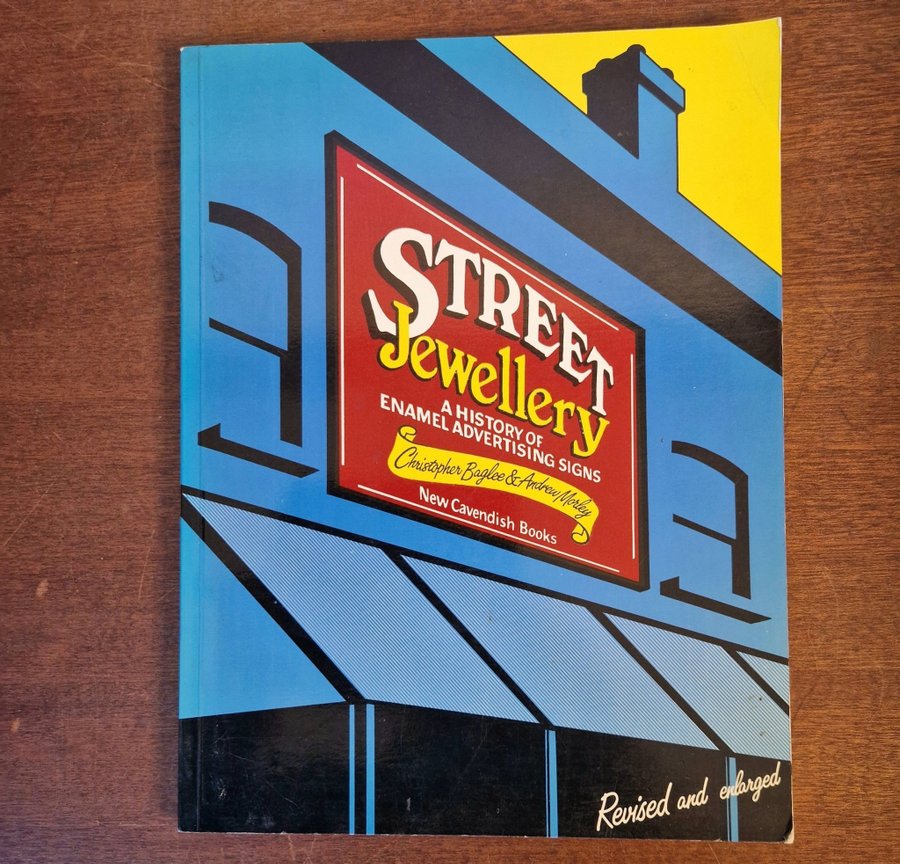 STREET
Jewellery
A HISTORY OF
ENAMEL ADVERTISING SIGNS
Christopher Baglee & Andrew Morley
New Cavendish Books
Revised and enlarged